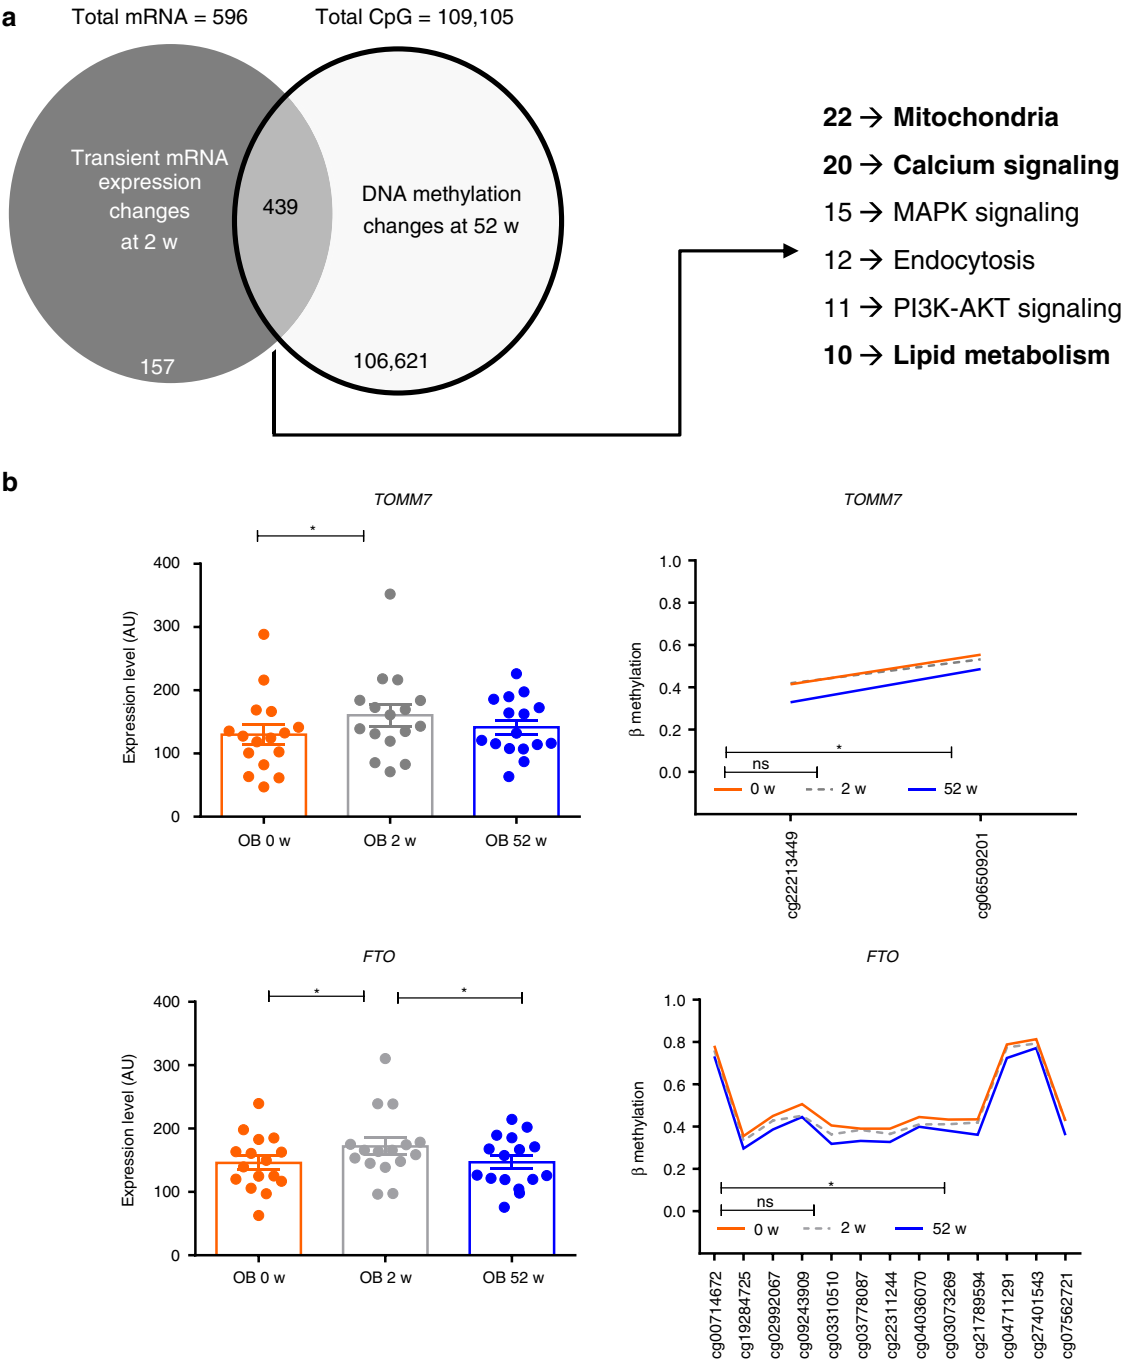 a
Total mRNA = 596
Total CpG = 109,105
Transient mRNA
expression
changes
at 2 w
439
DNA methylation
changes at 52 w
157
106,621
22 → Mitochondria
20 → Calcium signaling
15 → MAPK signaling
12 → Endocytosis
11 → PI3K-AKT signaling
10 → Lipid metabolism
b
TOMM7
*
Expression level (AU)
400
300
200
100
0
OB 0 w
OB 2 w
OB 52 w
TOMM7
β methylation
1.0
0.8
0.6
0.4
0.2
0.0
*
ns
0 w
2 w
52 w
cg22213449
cg06509201
FTO
*
*
Expression level (AU)
400
300
200
100
0
OB 0 w
OB 2 w
OB 52 w
FTO
β methylation
1.0
0.8
0.6
0.4
0.2
0.0
*
ns
0 w
2 w
52 w
cg00714672
cg19284725
cg02992067
cg09243909
cg03310510
cg03778087
cg22311244
cg04036070
cg03073269
cg21789594
cg04711291
cg27401543
cg07562721